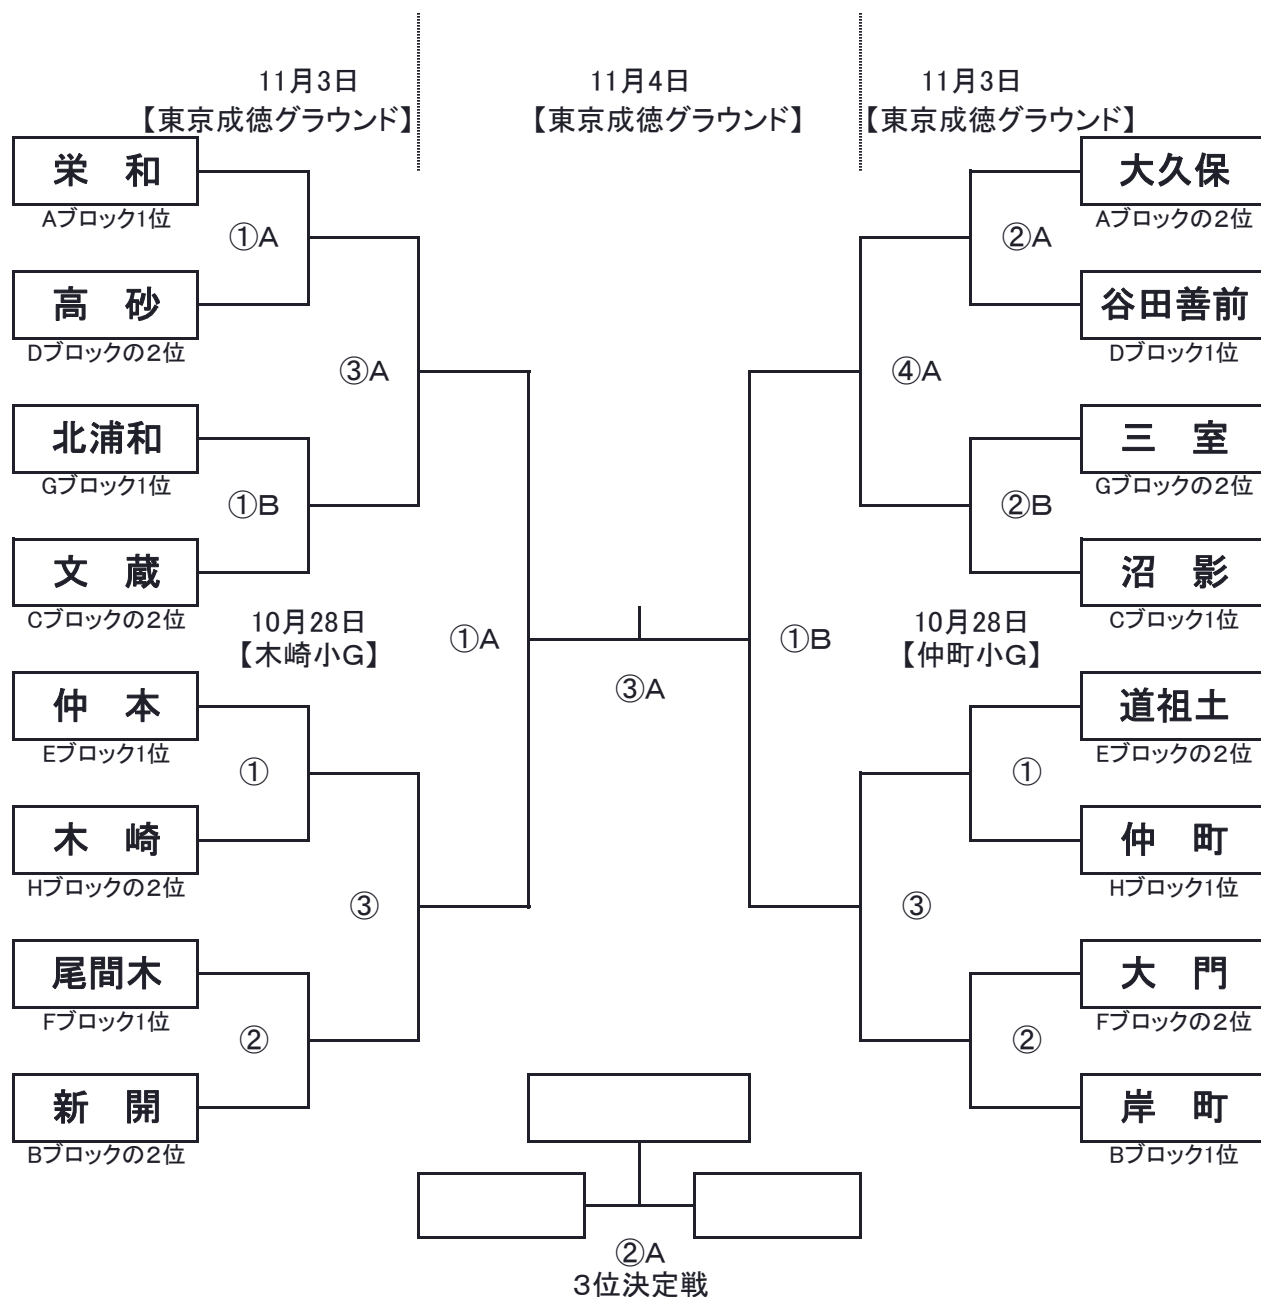 11月3日
【東京成徳グラウンド】
11月4日
【東京成徳グラウンド】
11月3日
【東京成徳グラウンド】
栄 和
Aブロック1位
①A
高 砂
Dブロックの2位
③A
北浦和
Gブロック1位
①B
文 蔵
Cブロックの2位
10月28日
【木崎小G】
仲 本
Eブロック1位
①
木 崎
Hブロックの2位
③
尾間木
Fブロック1位
②
新 開
Bブロックの2位
①A
③A
①B
大久保
Aブロックの2位
②A
谷田善前
Dブロック1位
④A
三 室
Gブロックの2位
②B
沼 影
Cブロック1位
10月28日
【仲町小G】
道祖土
Eブロックの2位
①
仲 町
Hブロック1位
③
大 門
Fブロックの2位
②
岸 町
Bブロック1位
②A
3位決定戦